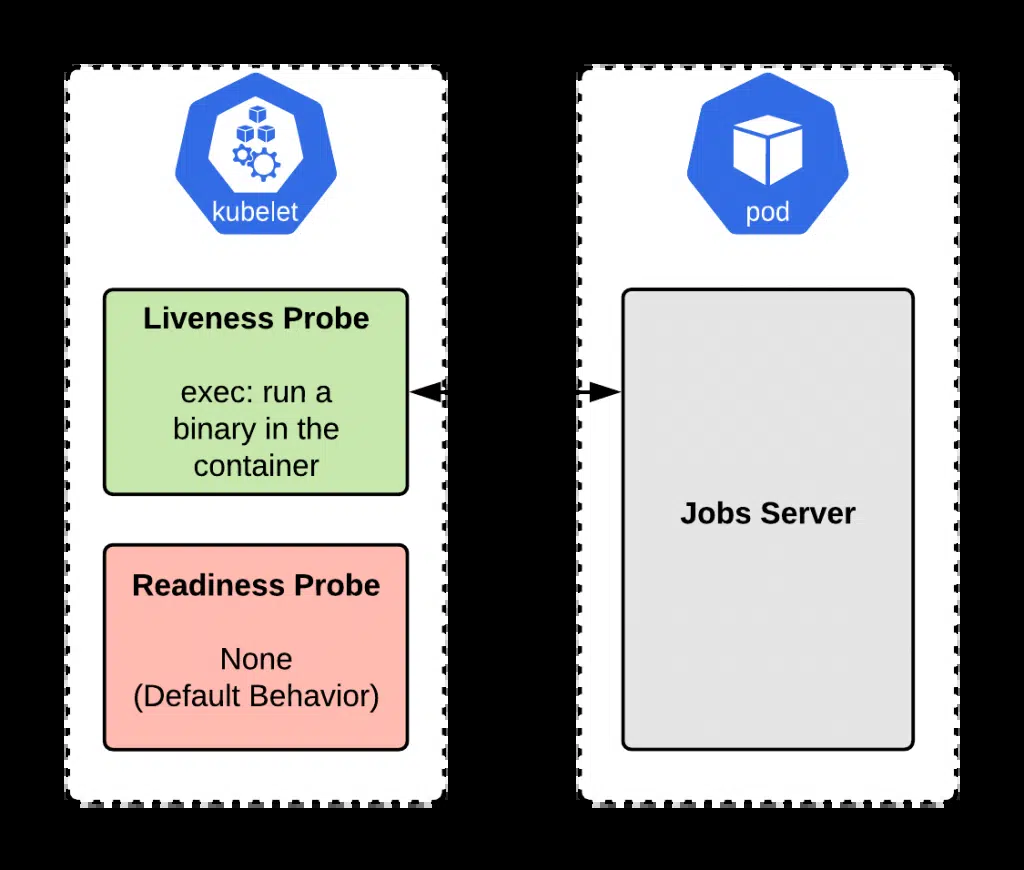 kubelet
Liveness Probe
exec: run a
binary in the
container
Readiness Probe
None
(Default Behavior)
pod
Jobs Server